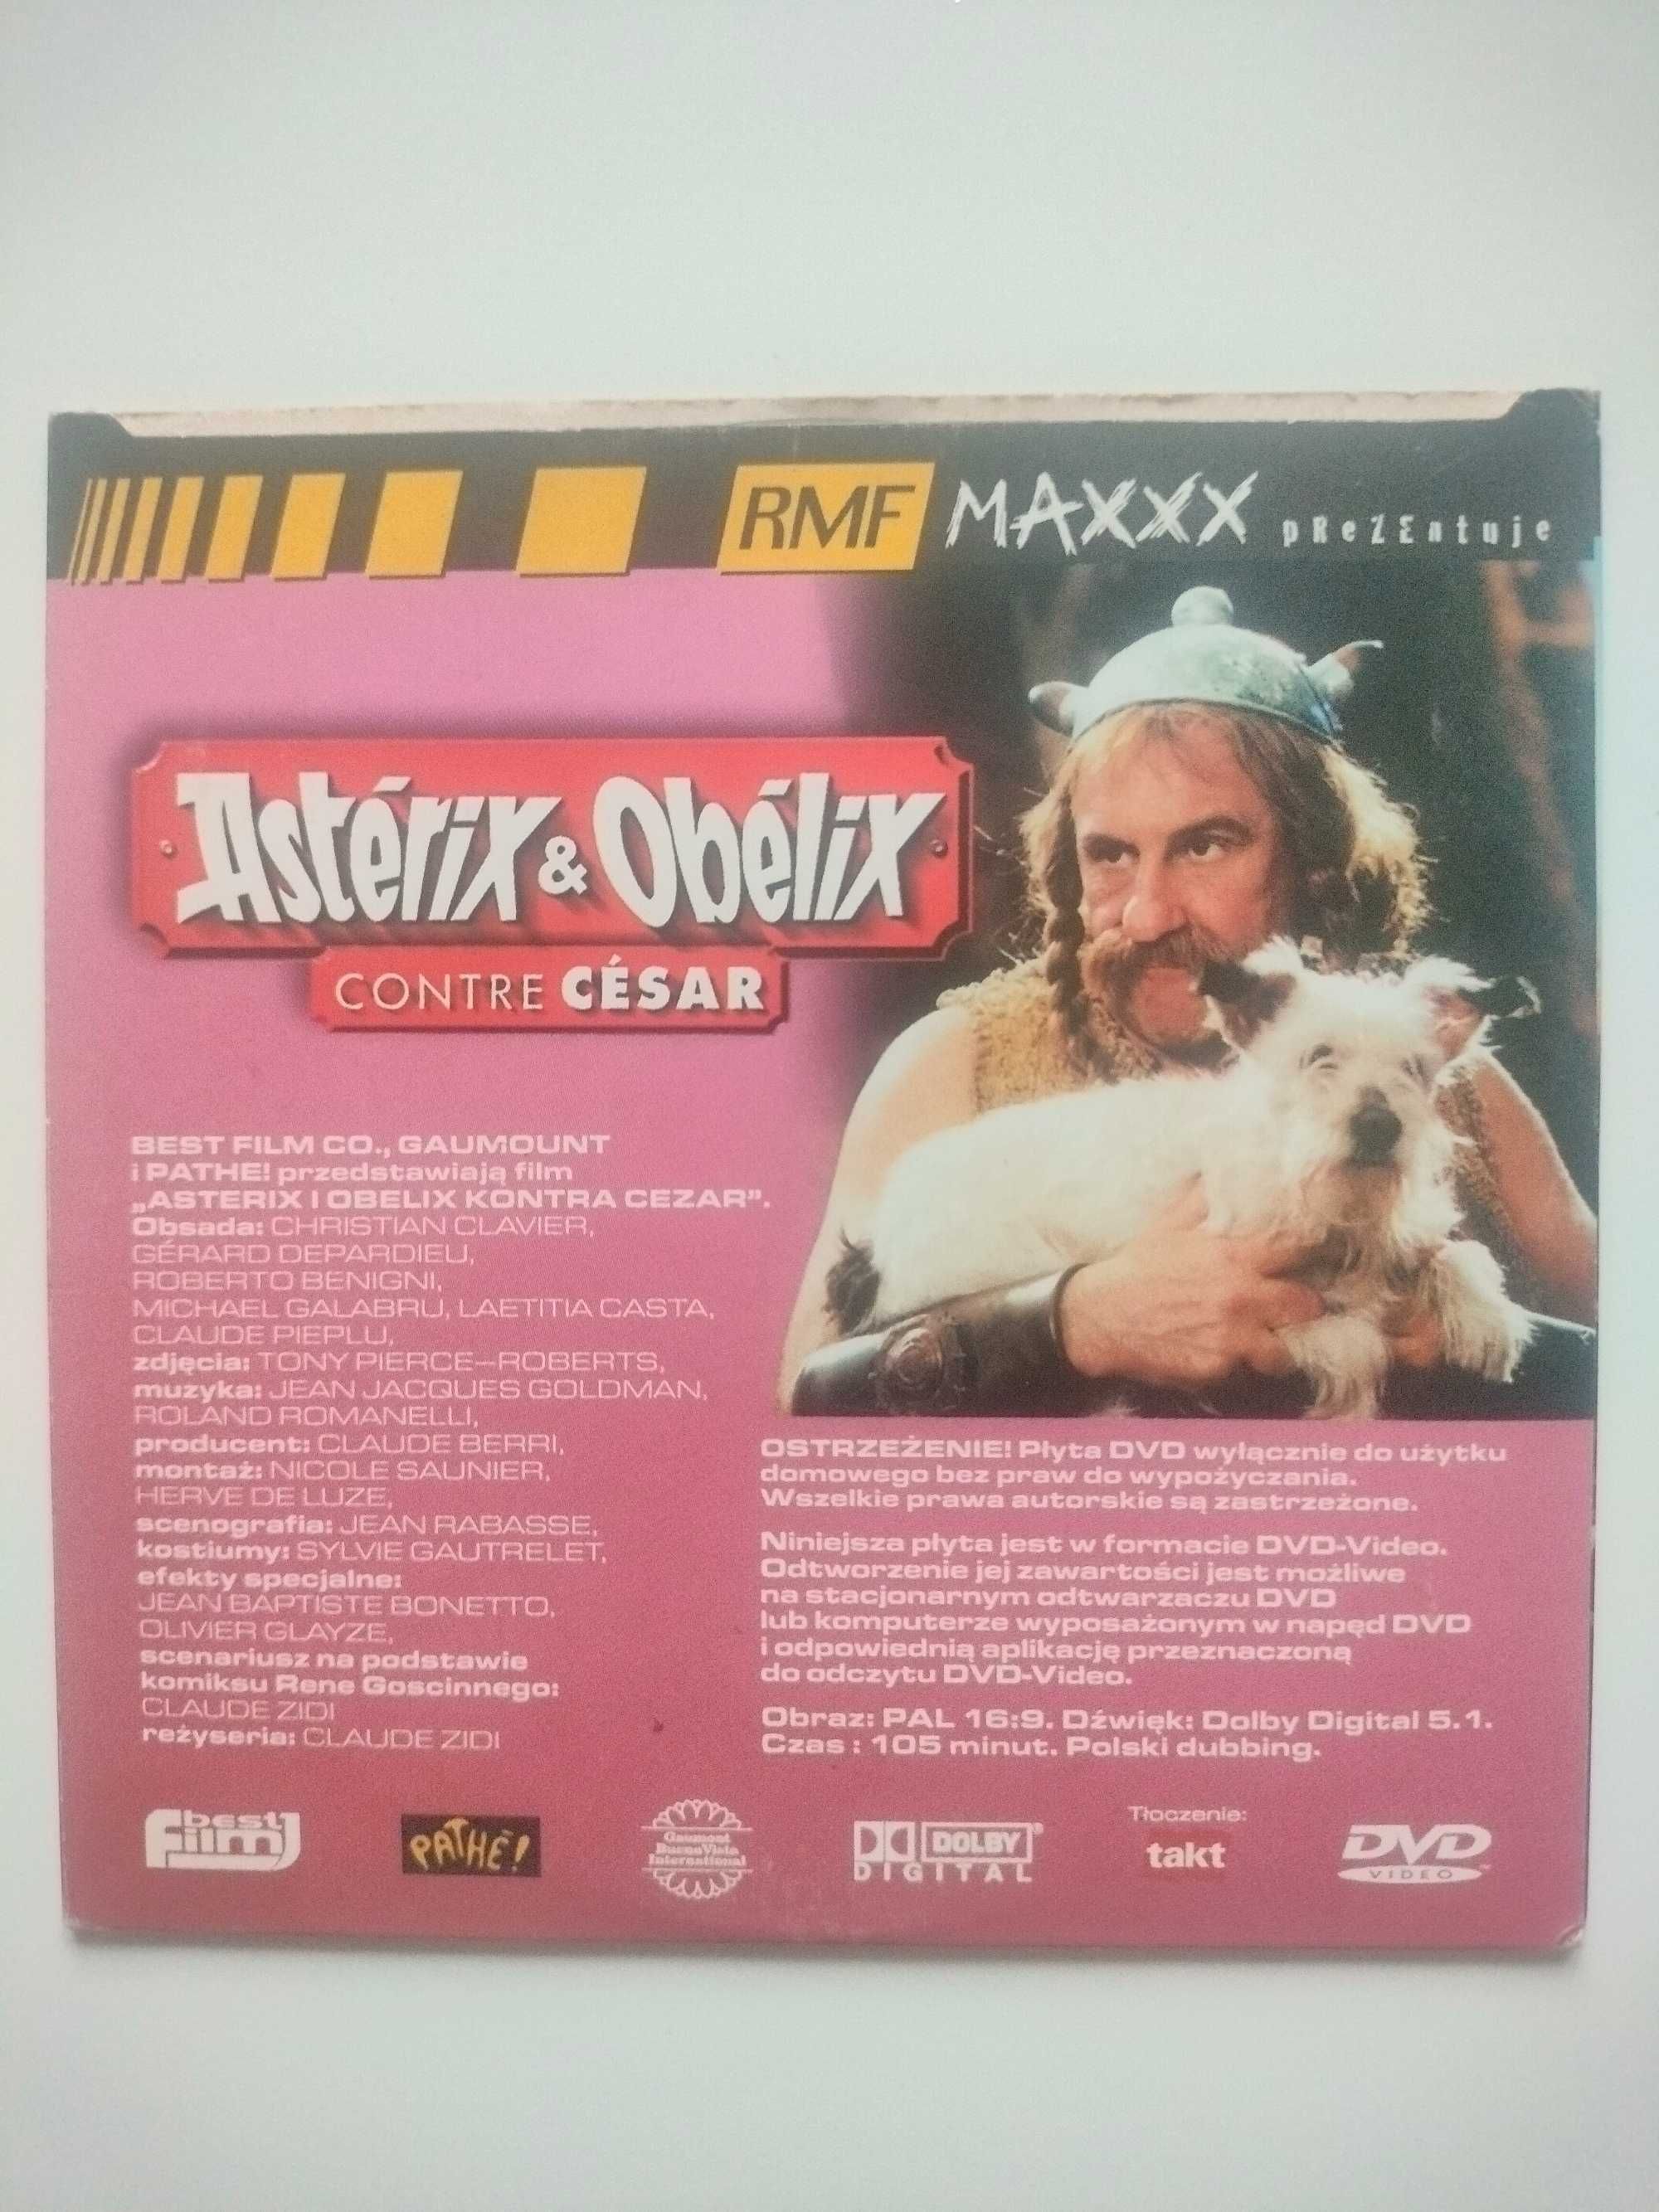 RMF MAXXX pReZEntuje
Astérix & Obélix
CONTRE CÉSAR
BEST FILM CO., GAUMOUNT
i PATHE! przedstawiają film
„ASTERIX I OBELIX KONTRA CEZAR”.
Obsada: CHRISTIAN CLAVIER,
GÉRARD DEPARDIEU,
ROBERTO BENIGNI,
MICHAEL GALABRU, LAETITIA CASTA,
CLAUDE PIEPLU,
zdjęcia: TONY PIERCE–ROBERTS,
muzyka: JEAN JACQUES GOLDMAN,
ROLAND ROMANELLI,
producent: CLAUDE BERRI,
montaż: NICOLE SAUNIER,
HERVE DE LUZE,
scenografia: JEAN RABASSE,
kostiumy: SYLVIE GAUTRELET,
efekty specjalne:
JEAN BAPTISTE BONETTO,
OLIVIER GLAYZE,
scenariusz na podstawie
komiksu Rene Goscinnego:
CLAUDE ZIDI
reżyseria: CLAUDE ZIDI
OSTRZEŻENIE! Płyta DVD wyłącznie do użytku
domowego bez praw do wypożyczania.
Wszelkie prawa autorskie są zastrzeżone.
Niniejsza płyta jest w formacie DVD-Video.
Odtworzenie jej zawartości jest możliwe
na stacjonarnym odtwarzaczu DVD
lub komputerze wyposażonym w napęd DVD
i odpowiednią aplikację przeznaczoną
do odczytu DVD-Video.
Obraz: PAL 16:9. Dźwięk: Dolby Digital 5.1.
Czas : 105 minut. Polski dubbing.
best film
PATHÉ!
Gaumont
Buena Vista
International
DOLBY®
DIGITAL
Tłoczenie:
takt
DVD
VIDEO™